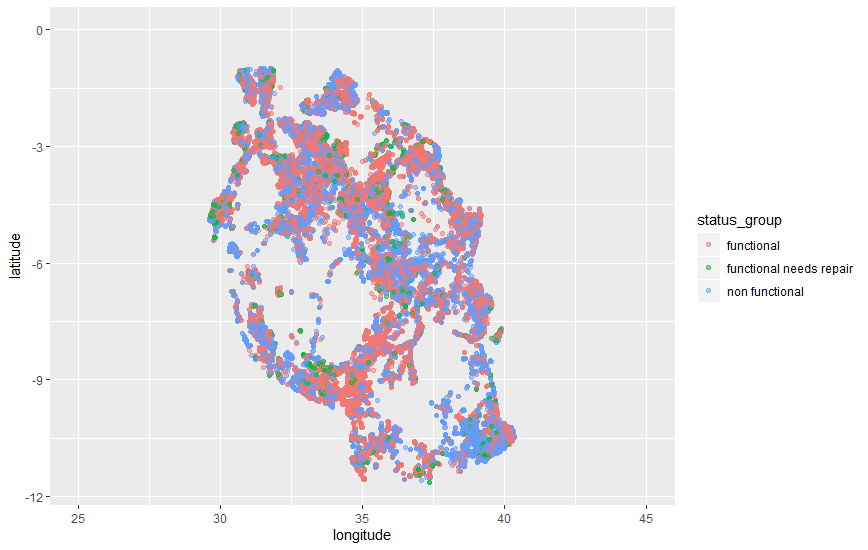 0
-3
-6
-9
-12
latitude
25
30
35
40
45
longitude
status_group
functional
functional needs repair
non functional